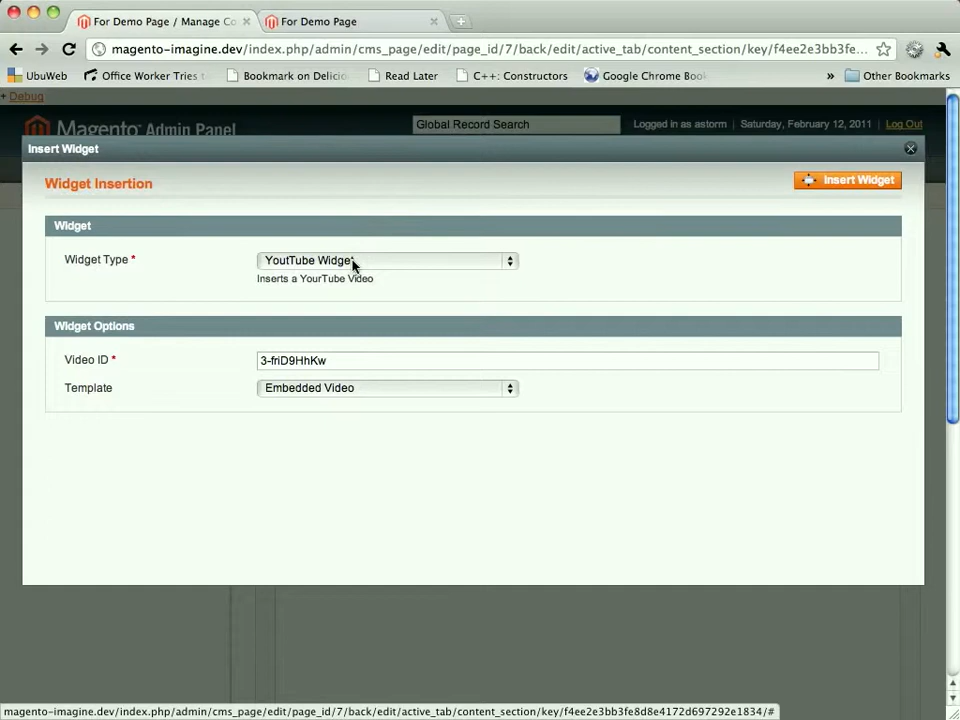 For Demo Page / Manage Co
For Demo Page
magento-imagine.dev/index.php/admin/cms_page/edit/page_id/7/back/edit/active_tab/content_section/key/f4ee2e3bb3fe...
UbuWeb
Office Worker Tries t
Bookmark on Delicio
Read Later
C++: Constructors
Google Chrome Book
»
Other Bookmarks
+ Debug
Magento Admin Panel
Global Record Search
Logged in as astorm | Saturday, February 12, 2011 | Log Out
Insert Widget
Widget Insertion
Insert Widget
Widget
Widget Type *
YoutTube Widget
Inserts a YourTube Video
Widget Options
Video ID *
3-friD9HhKw
Template
Embedded Video
magento-imagine.dev/index.php/admin/cms_page/edit/page_id/7/back/edit/active_tab/content_section/key/f4ee2e3bb3fe8d8e4172d697292e1834/#